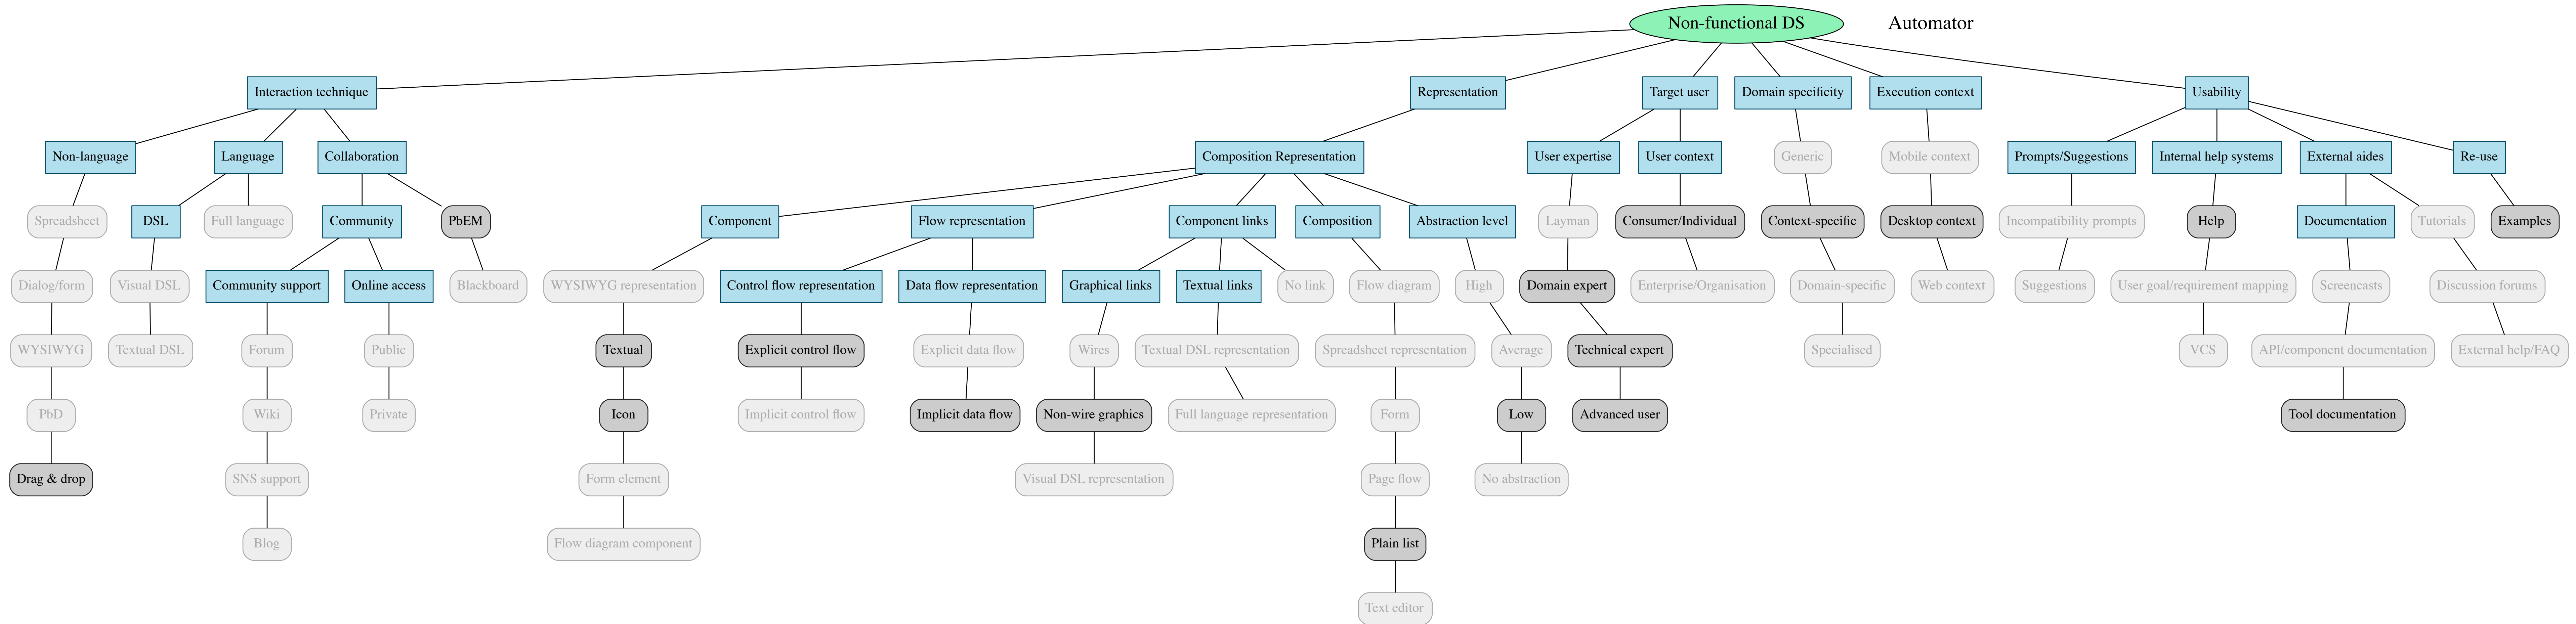 Non-functional DS
Automator
Interaction technique
Representation
Target user
Domain specificity
Execution context
Usability
Non-language
Language
Collaboration
Composition Representation
User expertise
User context
Generic
Mobile context
Prompts/Suggestions
Internal help systems
External aides
Re-use
Spreadsheet
DSL
Full language
Community
PbEM
Component
Flow representation
Component links
Composition
Abstraction level
Layman
Consumer/Individual
Context-specific
Desktop context
Incompatibility prompts
Help
Documentation
Tutorials
Examples
Dialog/form
Visual DSL
Community support
Online access
Blackboard
WYSIWYG representation
Control flow representation
Data flow representation
Graphical links
Textual links
No link
Flow diagram
High
Domain expert
Enterprise/Organisation
Domain-specific
Web context
Suggestions
User goal/requirement mapping
Screencasts
Discussion forums
WYSIWYG
Textual DSL
Forum
Public
Textual
Explicit control flow
Explicit data flow
Wires
Textual DSL representation
Spreadsheet representation
Average
Technical expert
Specialised
VCS
API/component documentation
External help/FAQ
PbD
Wiki
Private
Icon
Implicit control flow
Implicit data flow
Non-wire graphics
Full language representation
Form
Low
Advanced user
Tool documentation
Drag & drop
SNS support
Form element
Visual DSL representation
Page flow
No abstraction
Blog
Flow diagram component
Plain list
Text editor